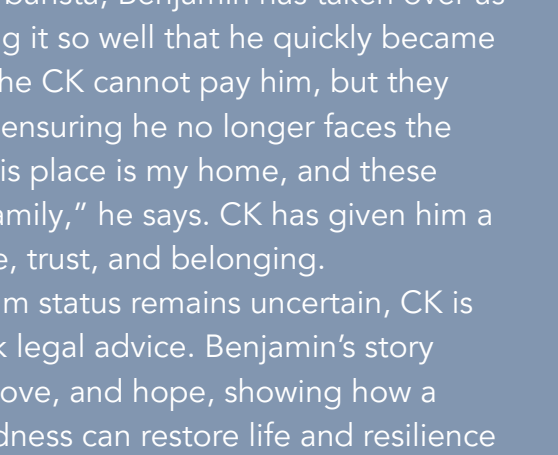 barista, Benjamin has taken over as
g it so well that he quickly became
he CK cannot pay him, but they
ensuring he no longer faces the
is place is my home, and these
amily,” he says. CK has given him a
e, trust, and belonging.
m status remains uncertain, CK is
k legal advice. Benjamin’s story
ove, and hope, showing how a
dness can restore life and resilience